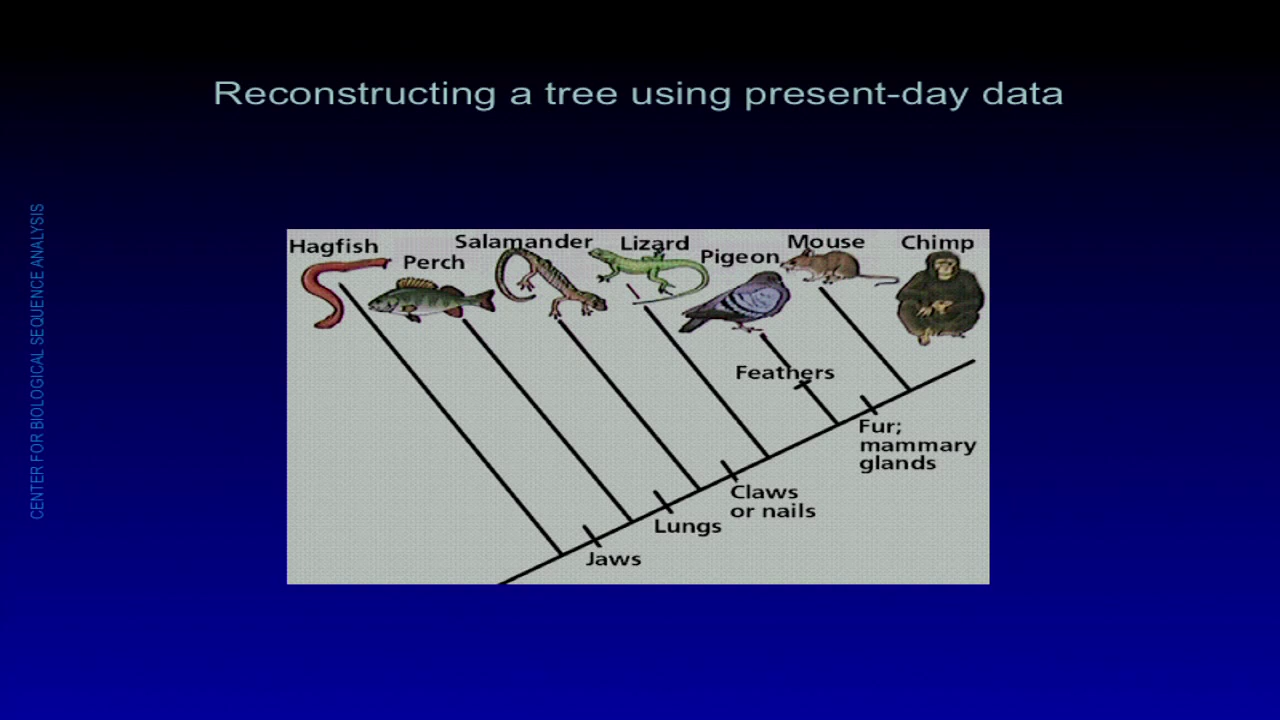 Reconstructing a tree using present-day data
CENTER FOR BIOLOGICAL SEQUENCE ANALYSIS
Hagfish
Perch
Salamander
Lizard
Pigeon
Mouse
Chimp
Feathers
Fur;
mammary
glands
Claws
or nails
Lungs
Jaws